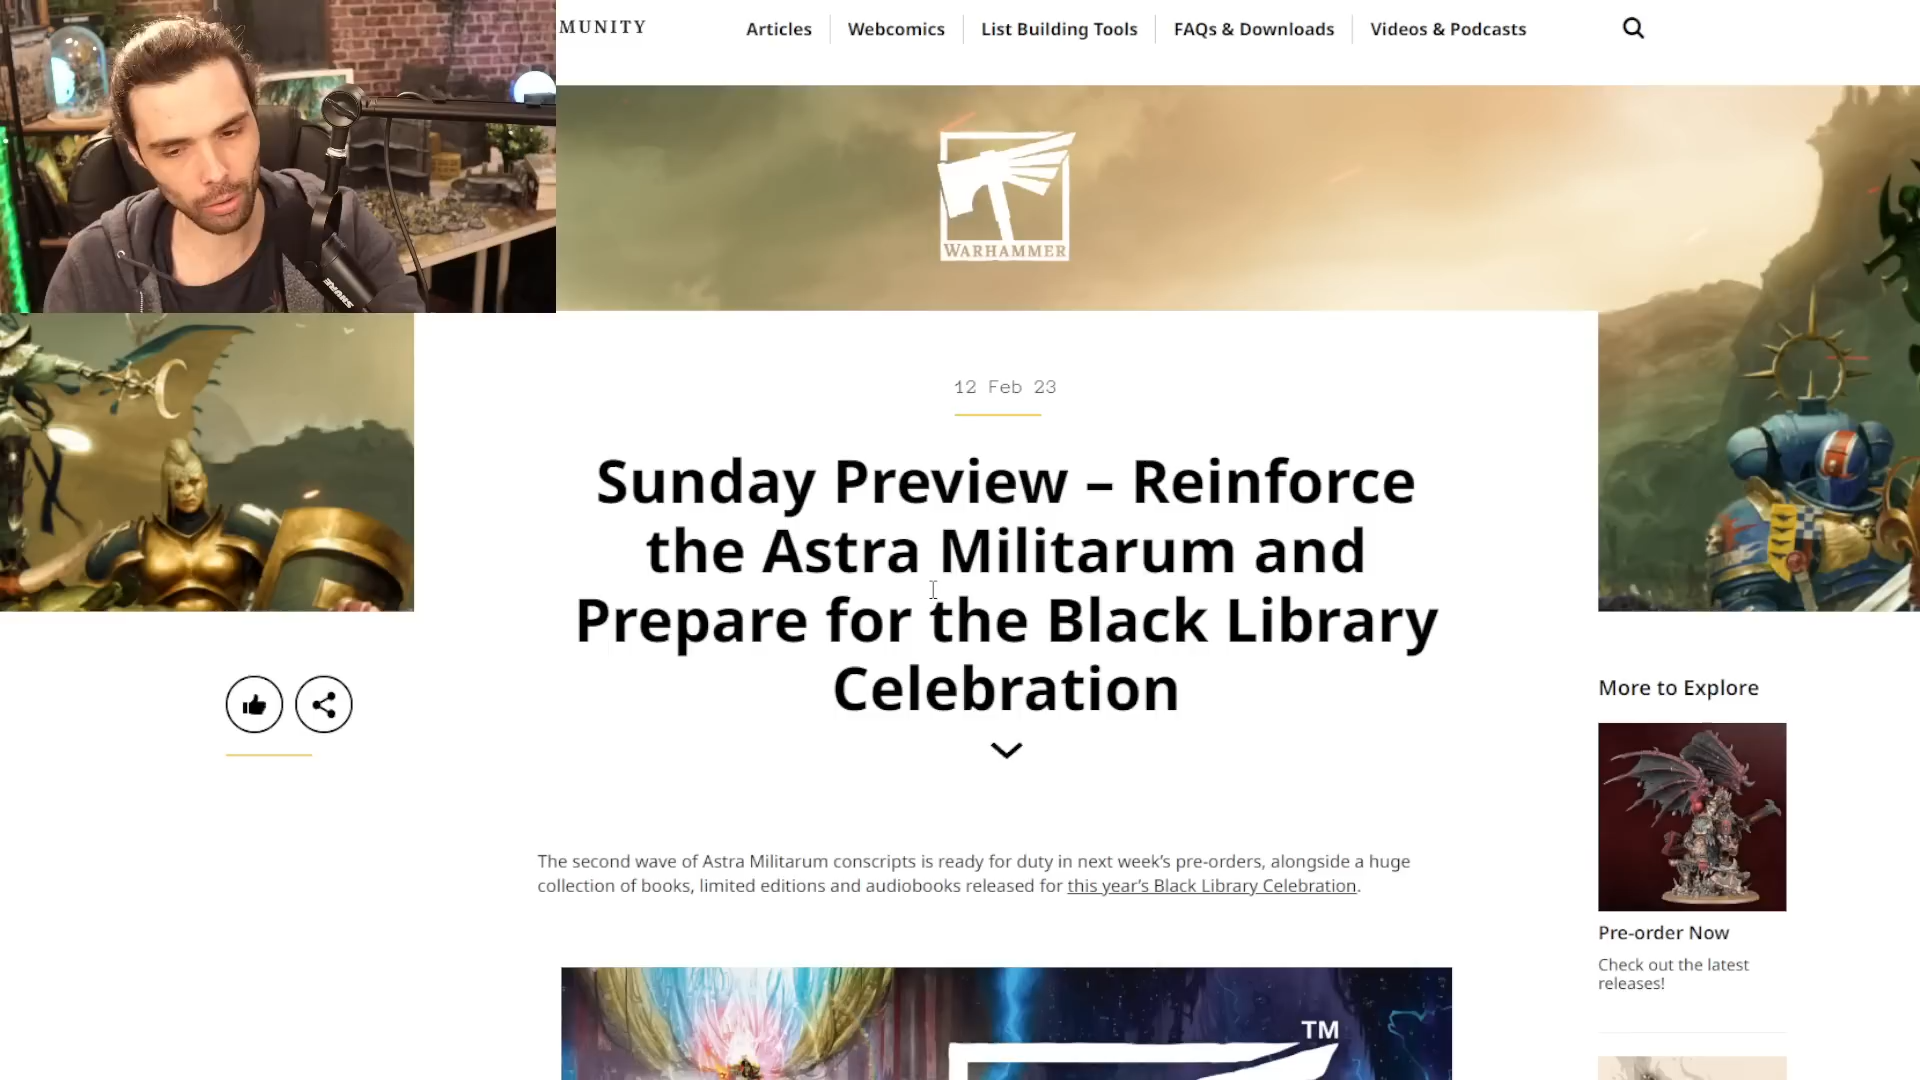 MUNITY
Articles
Webcomics
List Building Tools
FAQs & Downloads
Videos & Podcasts
WARHAMMER
SHURE
12 Feb 23
Sunday Preview – Reinforce
the Astra Militarum and
Prepare for the Black Library
Celebration
The second wave of Astra Militarum conscripts is ready for duty in next week's pre-orders, alongside a huge
collection of books, limited editions and audiobooks released for this year's Black Library Celebration.
TM
More to Explore
Pre-order Now
Check out the latest
releases!